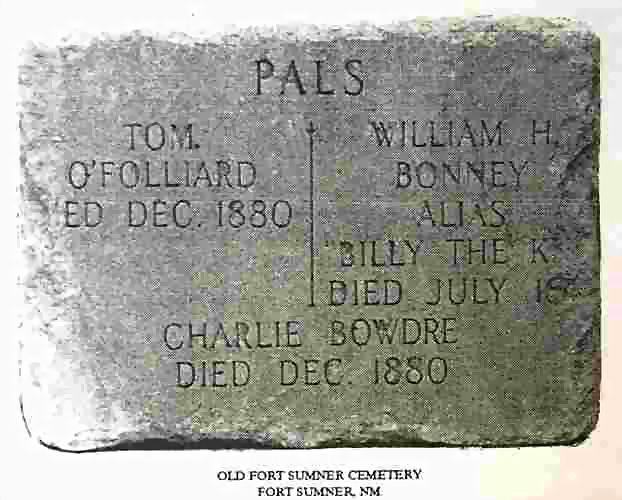 PALS
TOM.
O'FOLLIARD
ED DEC. 1880
WILLIAM H.
BONNEY
ALIAS
"BILLY THE K
DIED JULY 18
CHARLIE BOWDRE
DIED DEC. 1880
OLD FORT SUMNER CEMETERY
FORT SUMNER, NM